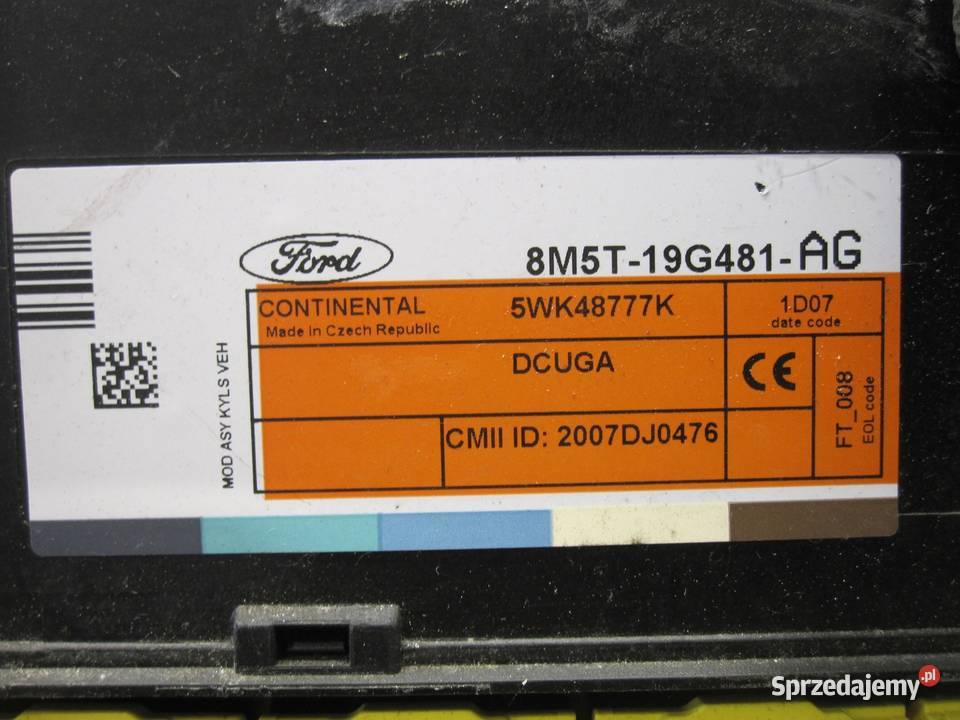 Ford
8M5T-19G481-AG
CONTINENTAL
Made in Czech Republic
5WK48777K
1D07
date code
DCUGA
CE
FT_008
EOL code
CMII ID: 2007DJ0476
MOD ASY KYLS VEH
Sprzedajemy.pl